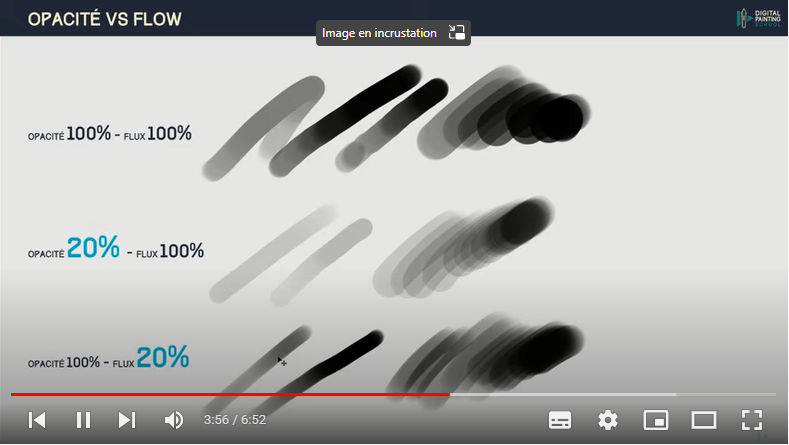 OPACITÉ VS FLOW
DIGITAL
PAINTING
SCHOOL
Image en incrustation
OPACITÉ 100% - FLUX 100%
OPACITÉ 20% - FLUX 100%
OPACITÉ 100% - FLUX 20%
3:56 / 6:52